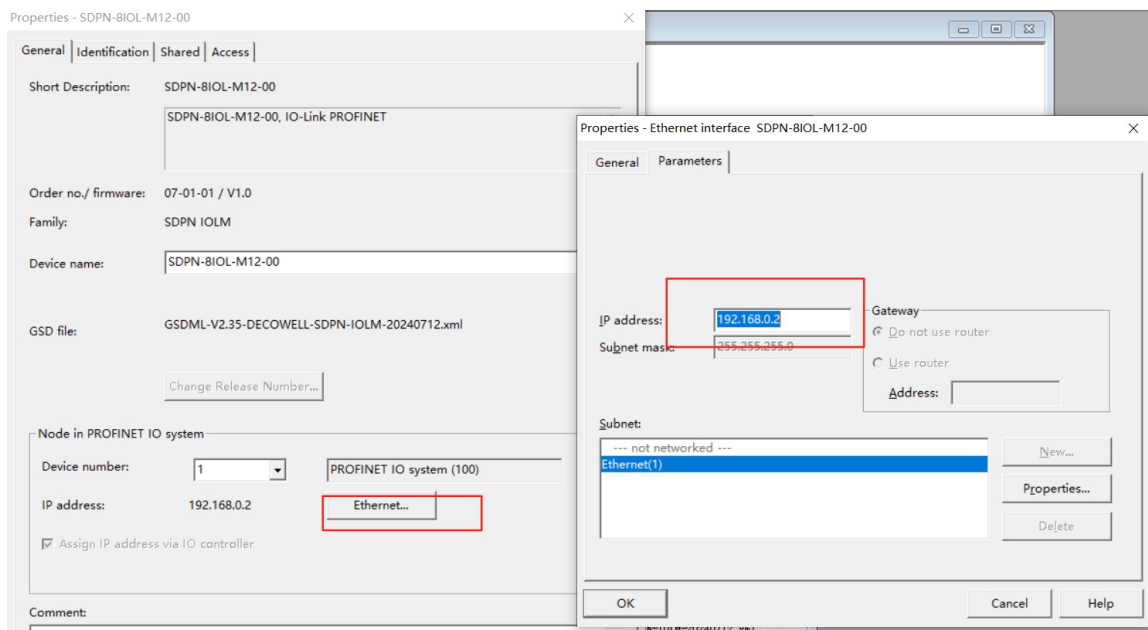 Properties - SDPN-8IOL-M12-00
General Identification Shared Access
Short Description: SDPN-8IOL-M12-00
SDPN-8IOL-M12-00, IO-Link PROFINET
Order no./ firmware: 07-01-01 / V1.0
Family: SDPN IOLM
Device name: SDPN-8IOL-M12-00
GSD file: GSDML-V2.35-DECOWELL-SDPN-IOLM-20240712.xml
Change Release Number...
Node in PROFINET IO system
Device number: 1 PROFINET IO system (100)
IP address: 192.168.0.2 Ethernet...
Assign IP address via IO controller
Comment:
Properties - Ethernet interface SDPN-8IOL-M12-00
General Parameters
IP address: 192.168.0.2
Subnet mask: 255.255.255.0
Gateway
Do not use router
Use router
Address:
Subnet:
--- not networked ---
Ethernet(1)
New...
Properties...
Delete
OK Cancel Help